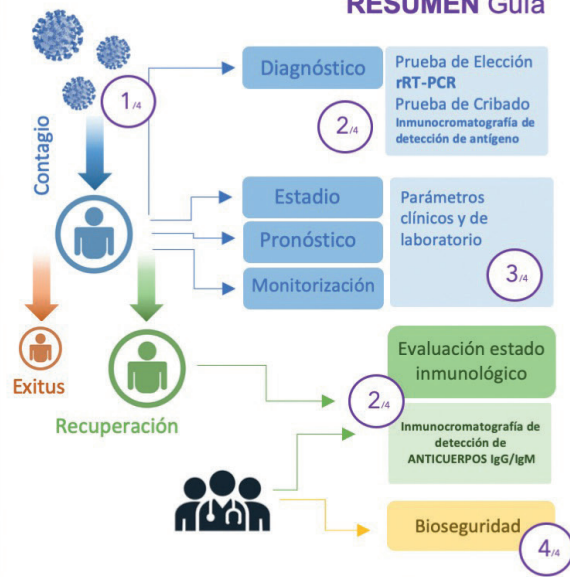 RESUMEN Guía
1/4
Contagio
Diagnóstico
2/4
Prueba de Elección
rRT-PCR
Prueba de Cribado
Inmunocromatografía de
detección de antígeno
Estadio
Pronóstico
Monitorización
Parámetros
clínicos y de
laboratorio
3/4
Exitus
Recuperación
Evaluación estado
inmunológico
2/4
Inmunocromatografía de
detección de
ANTICUERPOS IgG/IgM
Bioseguridad
4/4